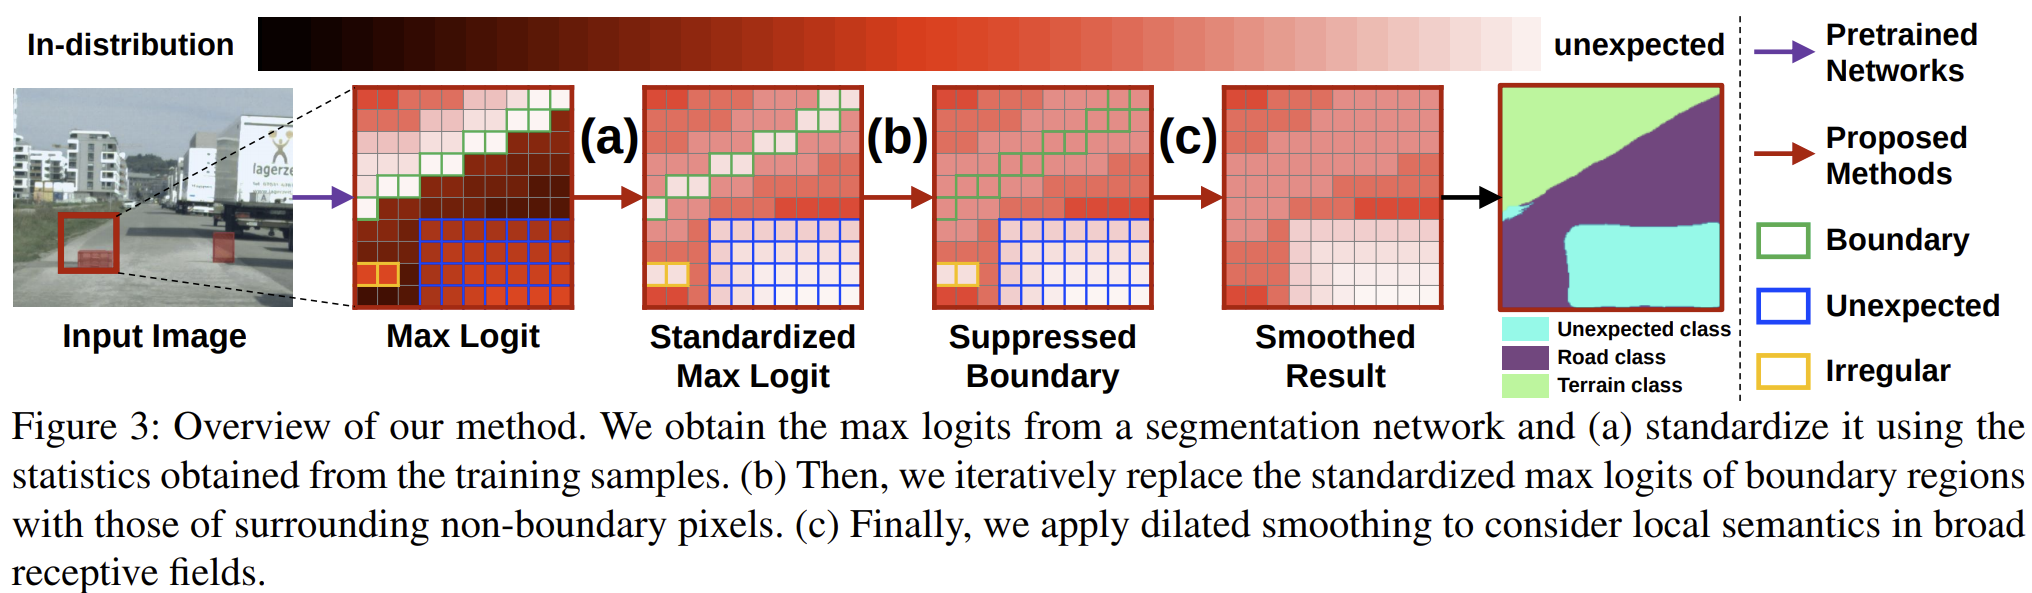 In-distribution
unexpected
lagerze
(a)
(b)
(c)
Input Image
Max Logit
Standardized
Max Logit
Suppressed
Boundary
Smoothed
Result
Unexpected class
Road class
Terrain class
Pretrained
Networks
Proposed
Methods
Boundary
Unexpected
Irregular
Figure 3: Overview of our method. We obtain the max logits from a segmentation network and (a) standardize it using the
statistics obtained from the training samples. (b) Then, we iteratively replace the standardized max logits of boundary regions
with those of surrounding non-boundary pixels. (c) Finally, we apply dilated smoothing to consider local semantics in broad
receptive fields.